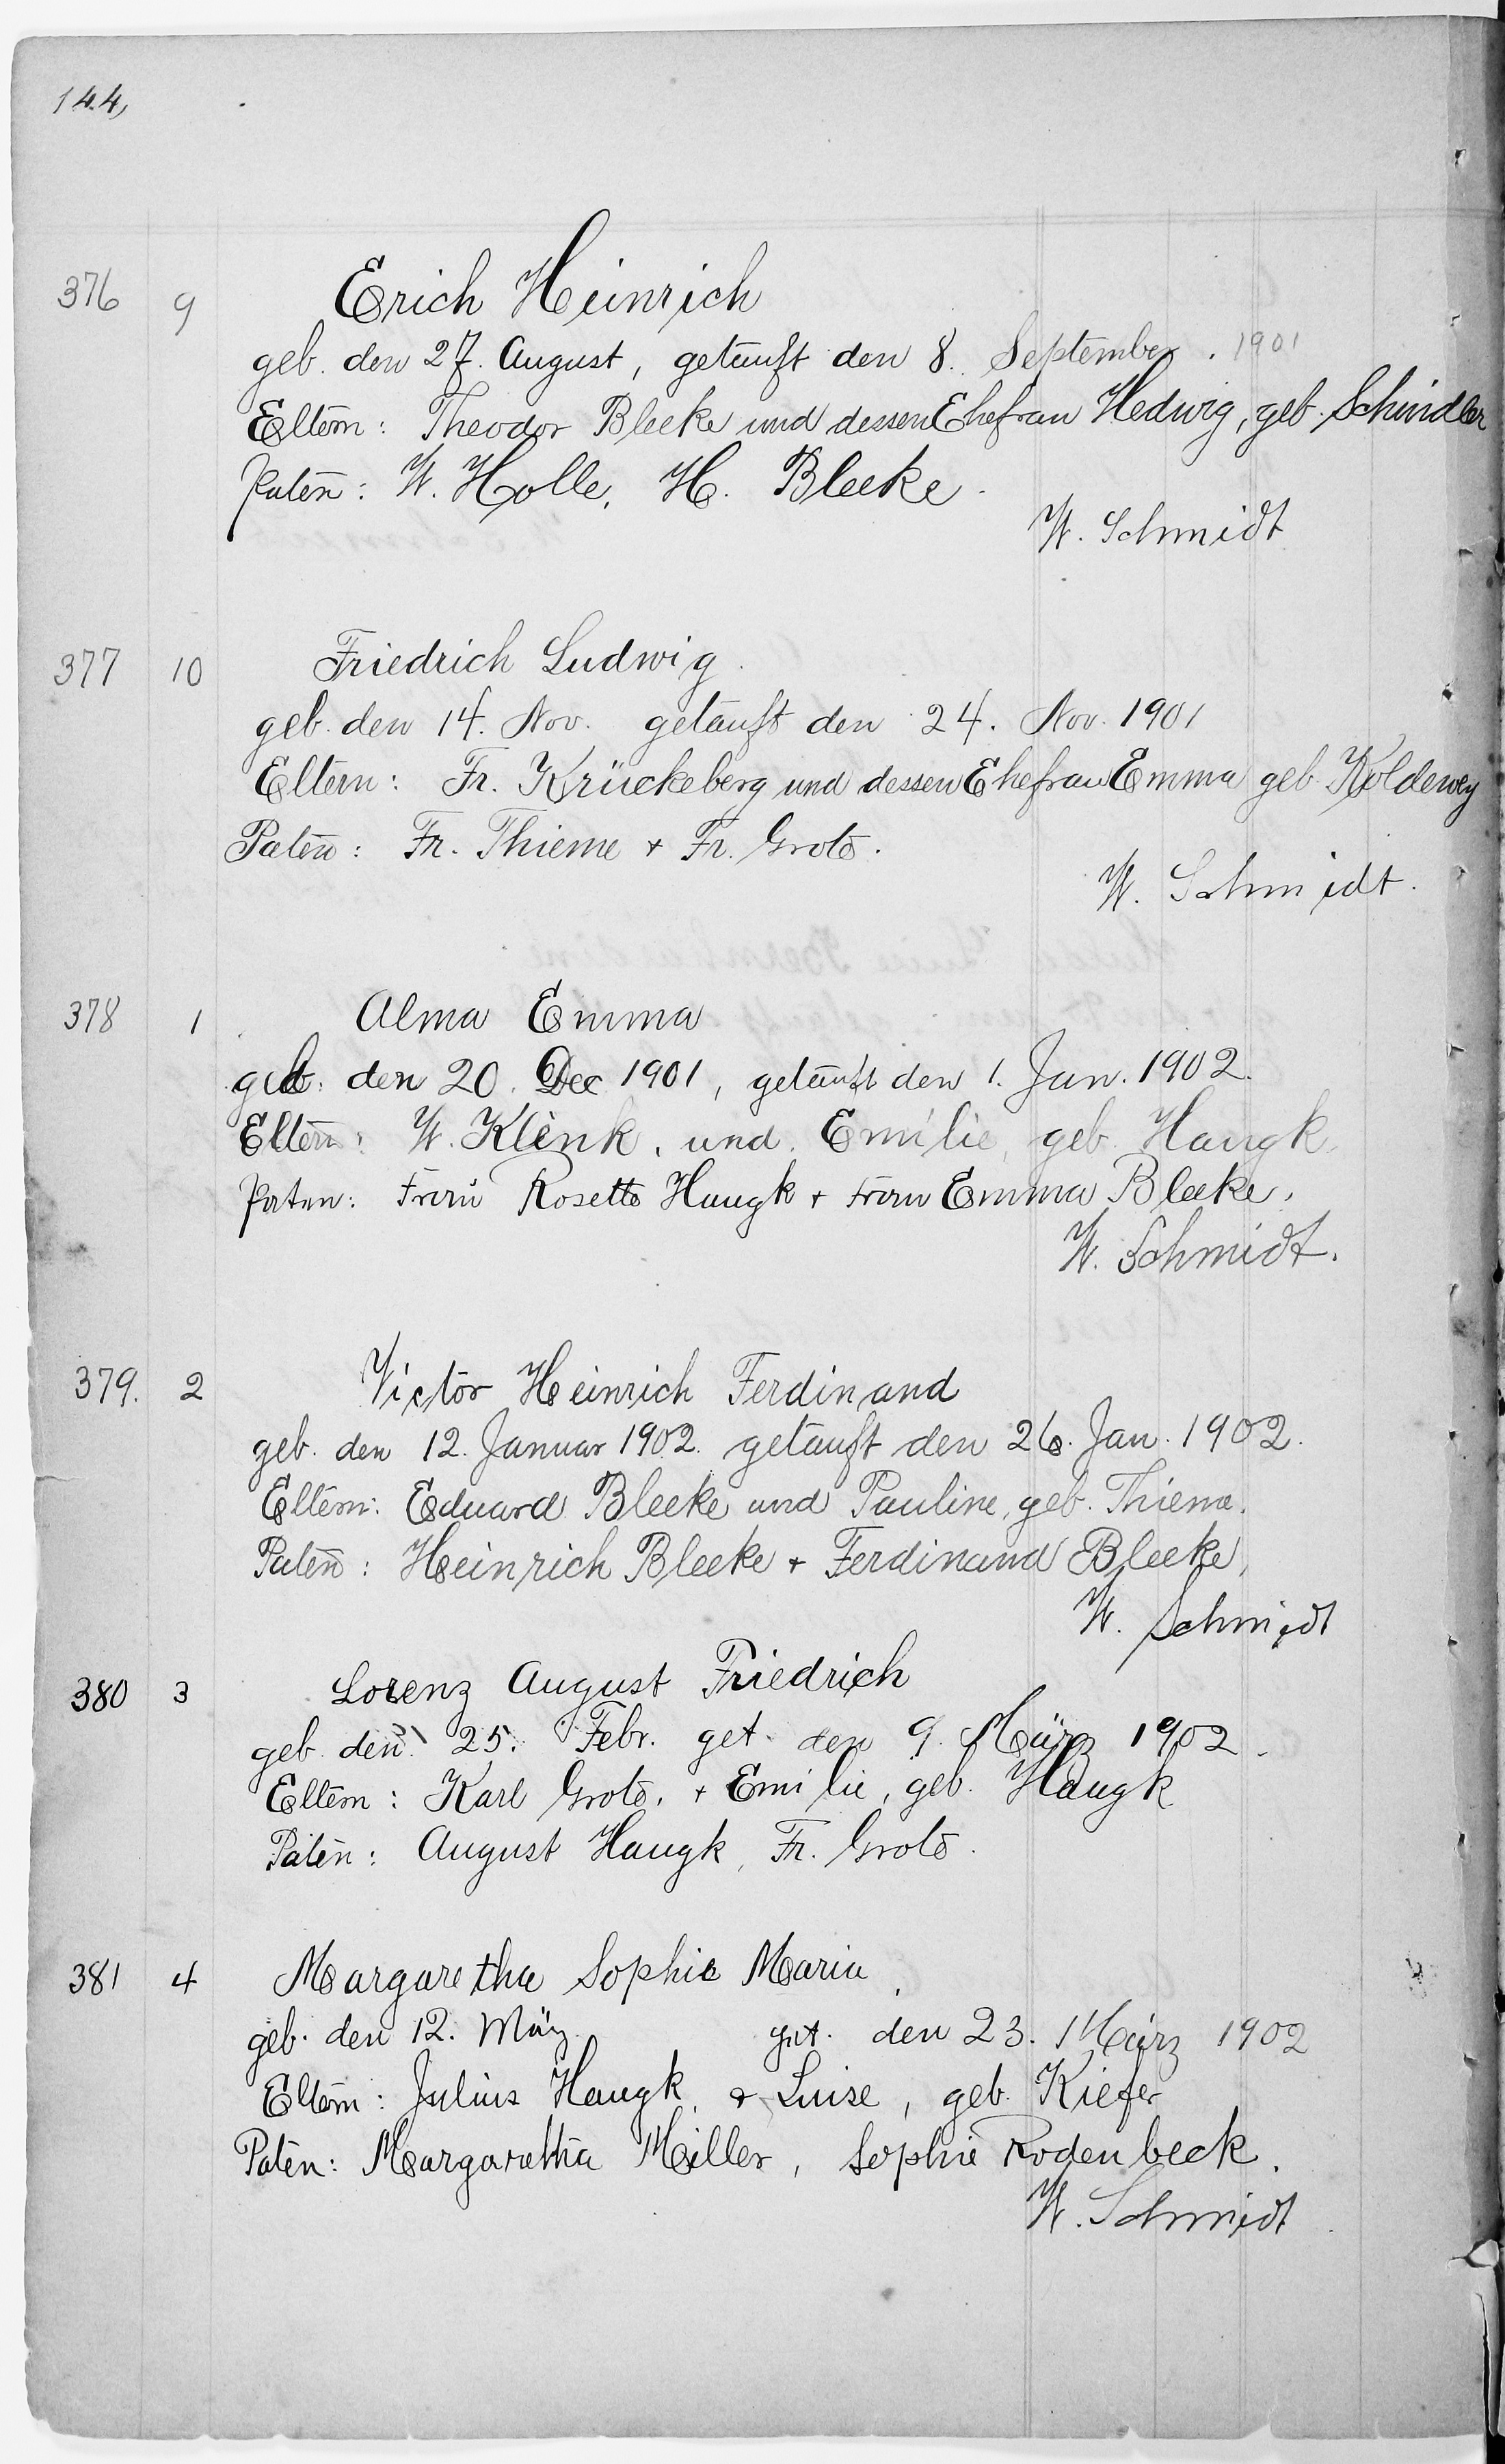 144,
376 9 Erich Heinrich
geb. den 27. August, getauft den 8. September. 1901
Eltern: Theodor Bleeke und dessen Ehefrau Hedwig, geb. Schindler
Paten: W. Holle, H. Bleeke.
W. Schmidt
377 10 Friedrich Ludwig.
geb. den 14. Nov. getauft den 24. Nov. 1901
Eltern: Fr. Krückeberg und dessen Ehefrau Emma geb. Koldewey
Paten: Fr. Thieme + Fr. Grote.
W. Schmidt.
378 1 Alma Emma
geb. den 20. Dec 1901, getauft den 1. Jan. 1902.
Eltern: W. Klenk, und Emilie, geb. Haugk,
Paten: Frau Rosette Haugk + Frau Emma Bleeke,
W. Schmidt.
379. 2 Victor Heinrich Ferdinand
geb. den 12. Januar 1902. getauft den 26. Jan. 1902.
Eltern: Eduard Bleeke und Pauline, geb. Thieme.
Paten: Heinrich Bleeke + Ferdinand Bleeke,
W. Schmidt
380 3 Lorenz August Friedrich
geb. den 25. Febr. get. den 9. März 1902.
Eltern: Karl Grote, + Emilie, geb. Haugk
Paten: August Haugk, Fr. Grote.
381 4 Margaretha Sophie Maria
geb. den 12. März get. den 23. März 1902
Eltern: Julius Haugk, + Luise, geb. Kiefer
Paten: Margaretha Miller, Sophie Rodenbeck.
W. Schmidt